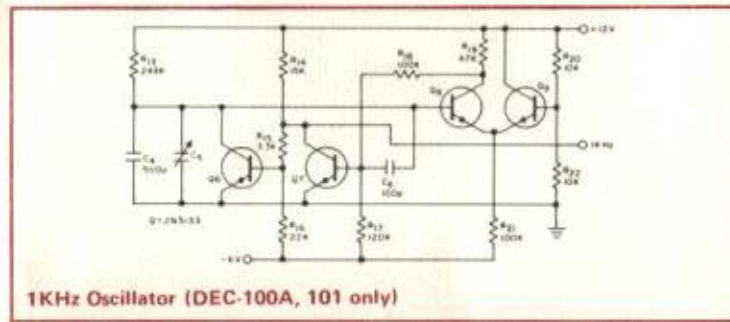 +12V
R13
249K
R14
15K
R18
100K
R19
47K
R20
10K
Q8
Q9
R15
3.3K
1KHz
C4
C5
Q6
Q7
C6
100p
R22
10K
Q=2N5133
R16
22K
R17
120K
R21
100K
-6V
1KHz Oscillator (DEC-100A, 101 only)